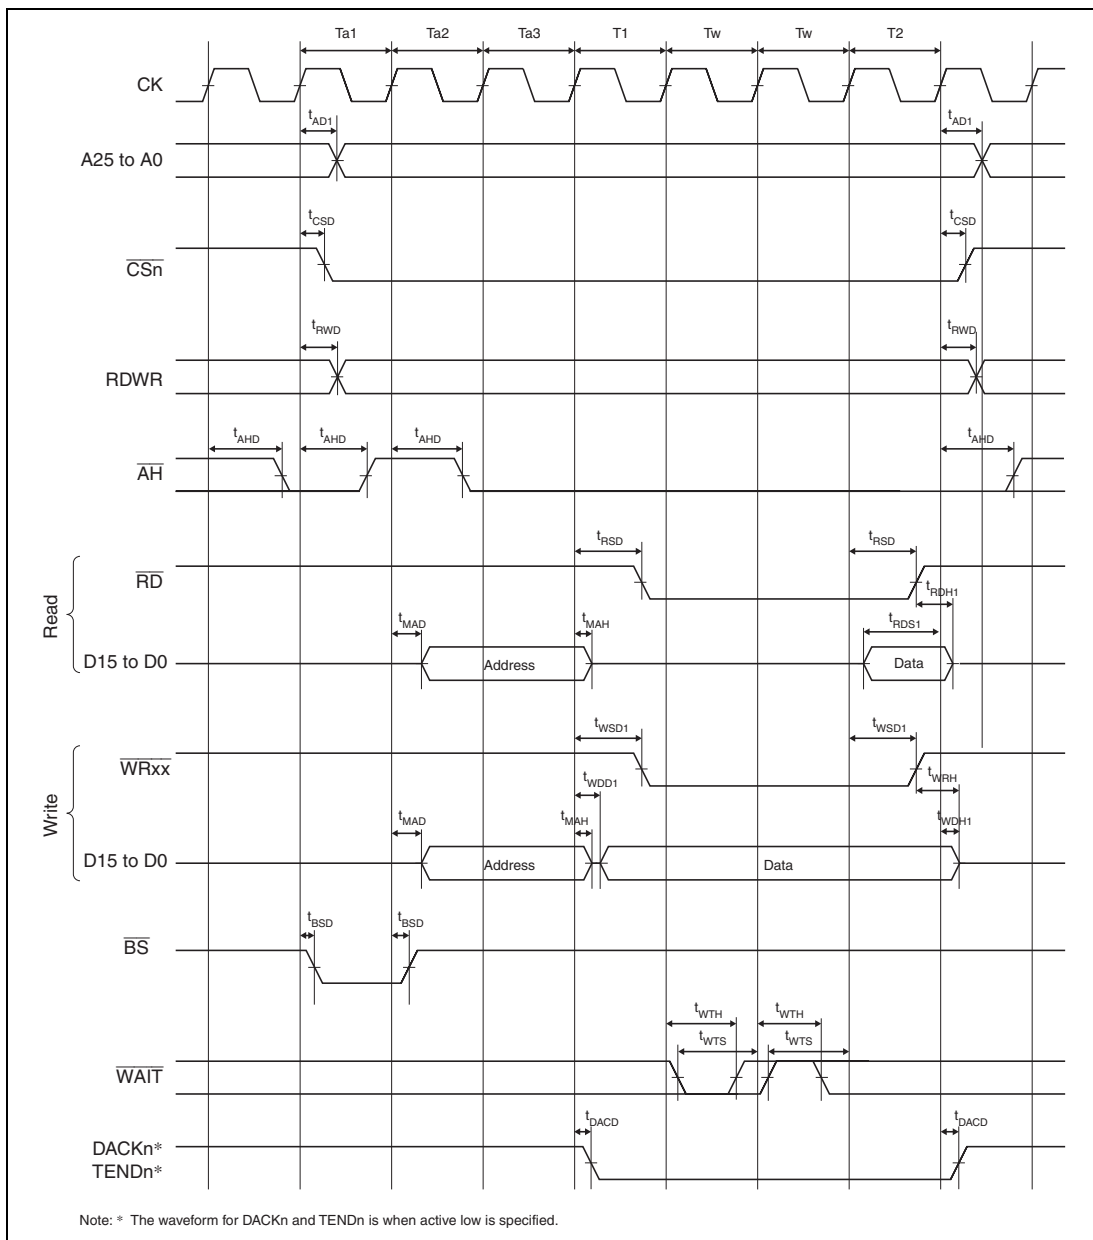 Ta1 Ta2 Ta3 T1 Tw Tw T2
CK
tAD1 tAD1
A25 to A0
tCSD tCSD
CSn
tRWD tRWD
RDWR
tAHD tAHD tAHD tAHD
AH
tRSD tRSD
RD
tRDH1
Read
tMAD tMAH tRDS1
D15 to D0 Address Data
tWSD1 tWSD1
WRxx
tWDD1 tWRH
Write
tMAD tMAH tWDH1
D15 to D0 Address Data
tBSD tBSD
BS
tWTH tWTH
tWTS tWTS
WAIT
tDACD tDACD
DACKn*
TENDn*
Note: * The waveform for DACKn and TENDn is when active low is specified.